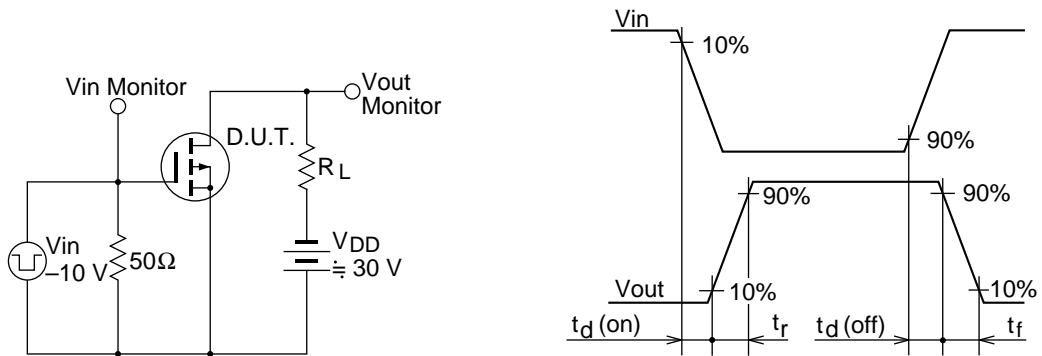 Vin Monitor
Vout
Monitor
D.U.T.
RL
Vin
–10 V
50Ω
VDD
≒ 30 V
Vin
10%
90%
90%
90%
Vout
10%
10%
td (on)
tr
td (off)
tf